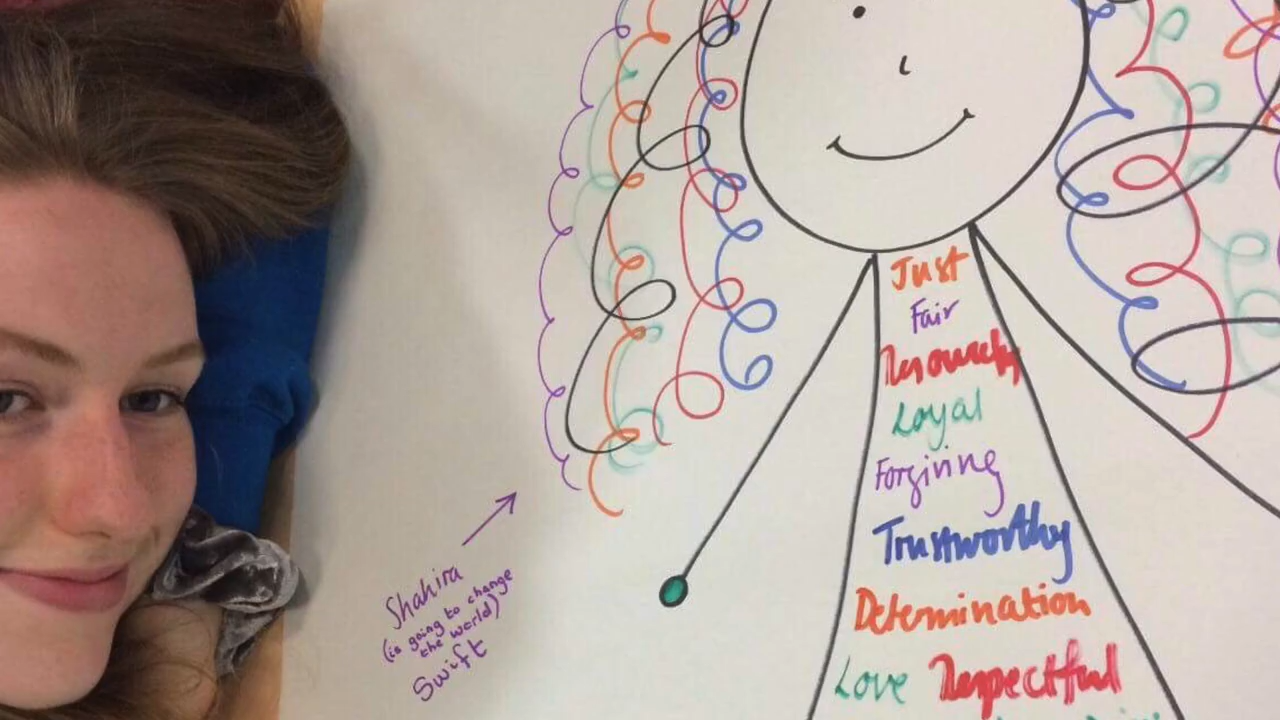 Just
Fair
Loyal
Forgiving
Trustworthy
Determination
Love Respectful
Shahira
(is going to change
the world)
Swift